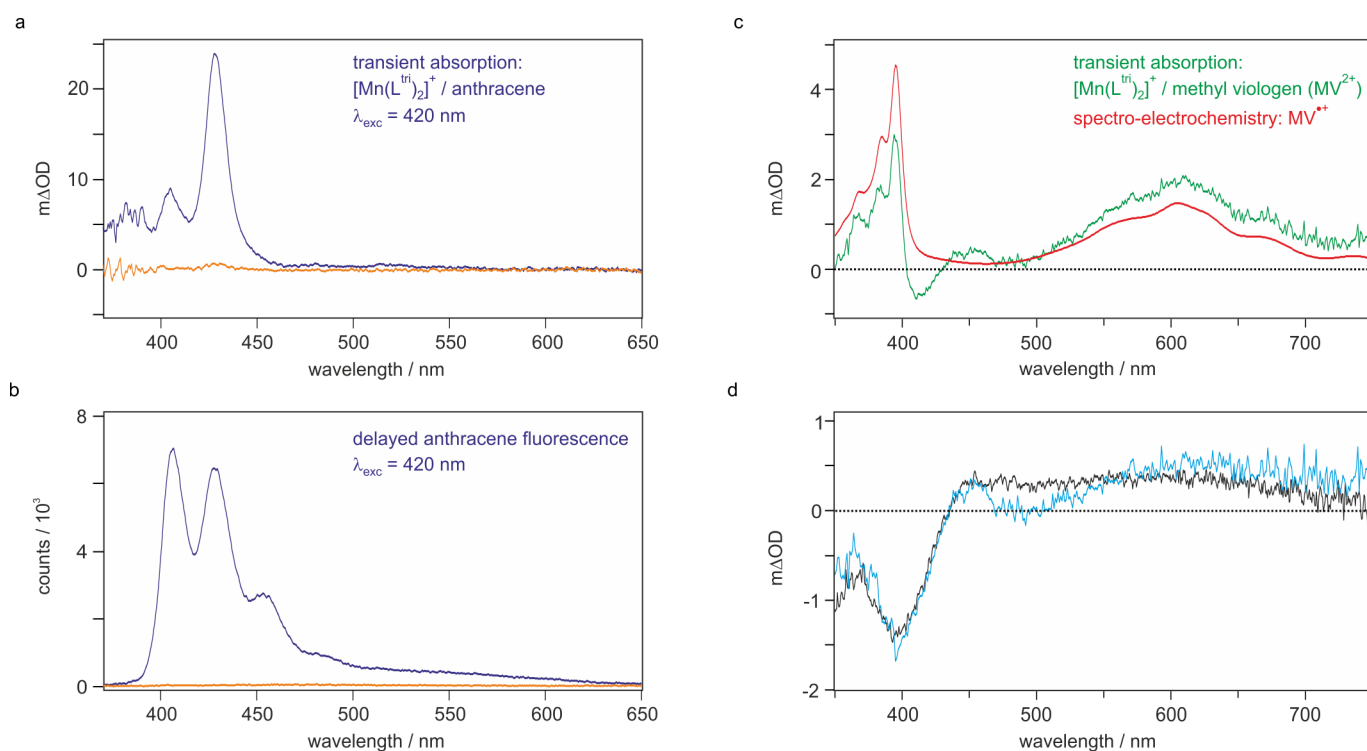 a
20
10
0
mΔOD
transient absorption:
[Mn(Lᵗʳⁱ)₂]⁺ / anthracene
λexc = 420 nm
400 450 500 550 600 650
wavelength / nm
b
8
4
0
counts / 10³
delayed anthracene fluorescence
λexc = 420 nm
400 450 500 550 600 650
wavelength / nm
c
4
2
0
mΔOD
transient absorption:
[Mn(Lᵗʳⁱ)₂]⁺ / methyl viologen (MV²⁺)
spectro-electrochemistry: MV•⁺
400 500 600 700
wavelength / nm
d
1
0
-1
-2
mΔOD
400 500 600 700
wavelength / nm